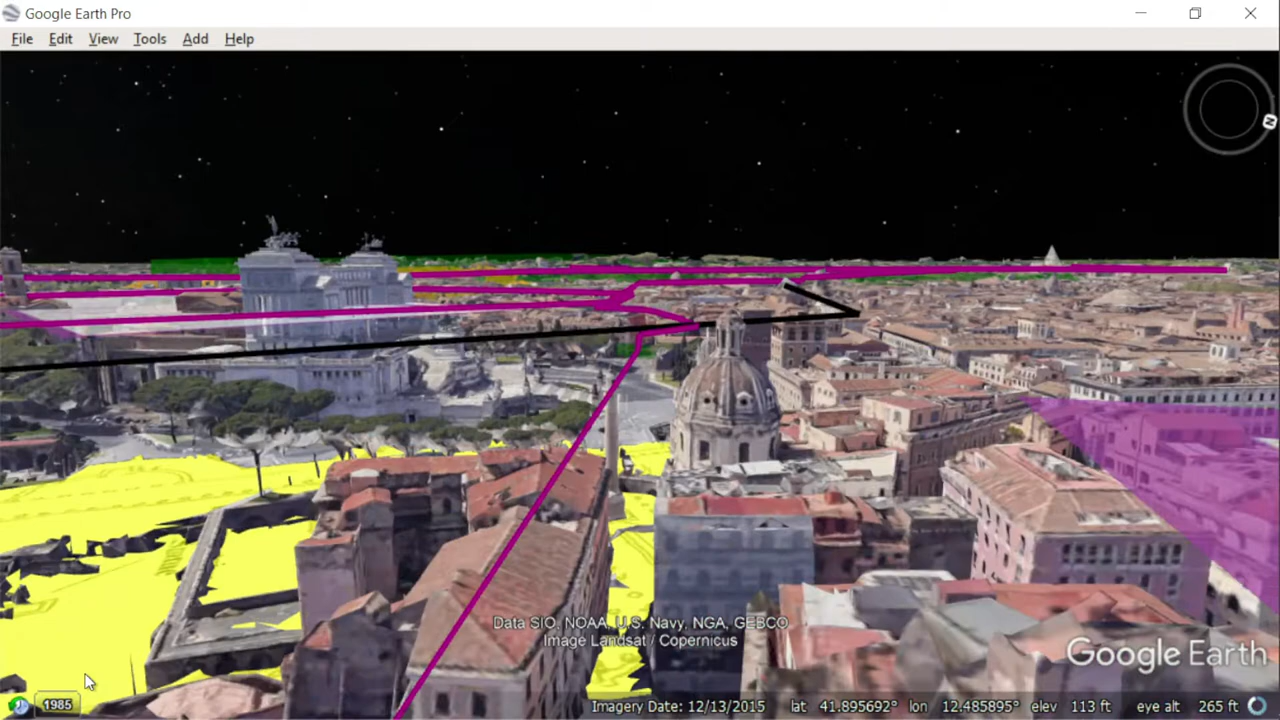 Google Earth Pro
File Edit View Tools Add Help
N
Data SIO, NOAA, U.S. Navy, NGA, GEBCO
Image Landsat / Copernicus
Google Earth
1985
Imagery Date: 12/13/2015 lat 41.895692° lon 12.485895° elev 113 ft eye alt 265 ft